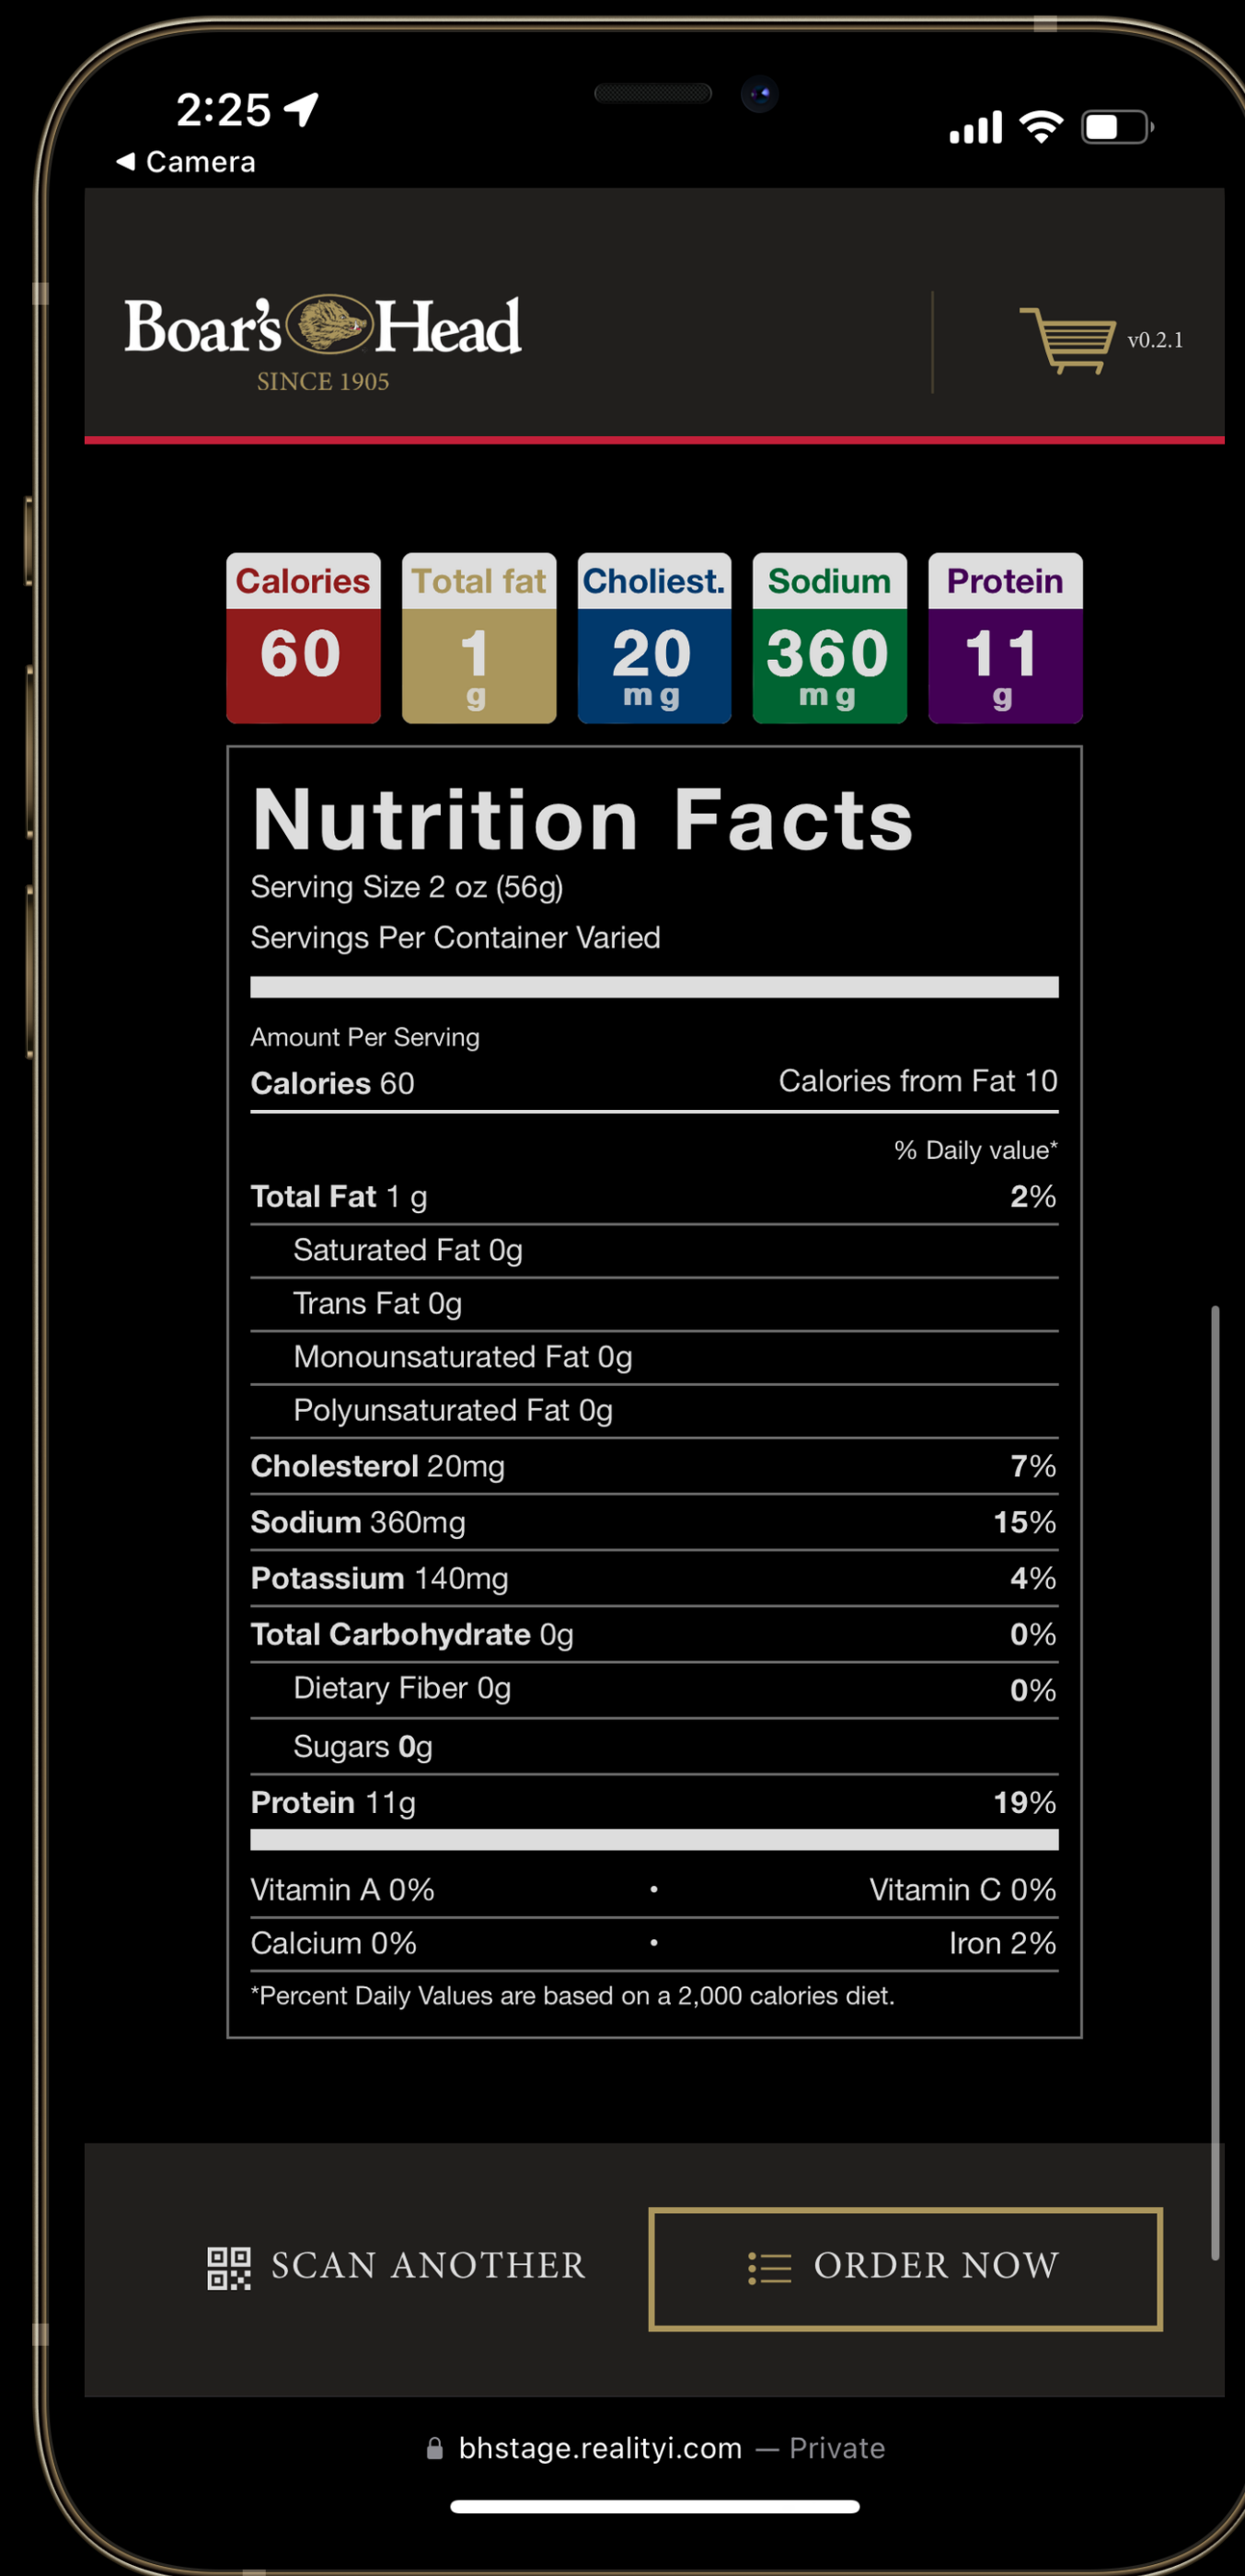 2:25
◀ Camera
Boar's Head
SINCE 1905
v0.2.1
Calories
60
Total fat
1
g
Choliest.
20
mg
Sodium
360
mg
Protein
11
g
Nutrition Facts
Serving Size 2 oz (56g)
Servings Per Container Varied
Amount Per Serving
Calories 60 Calories from Fat 10
% Daily value*
Total Fat 1 g 2%
Saturated Fat 0g
Trans Fat 0g
Monounsaturated Fat 0g
Polyunsaturated Fat 0g
Cholesterol 20mg 7%
Sodium 360mg 15%
Potassium 140mg 4%
Total Carbohydrate 0g 0%
Dietary Fiber 0g 0%
Sugars 0g
Protein 11g 19%
Vitamin A 0% • Vitamin C 0%
Calcium 0% • Iron 2%
*Percent Daily Values are based on a 2,000 calories diet.
SCAN ANOTHER
ORDER NOW
bhstage.realityi.com — Private